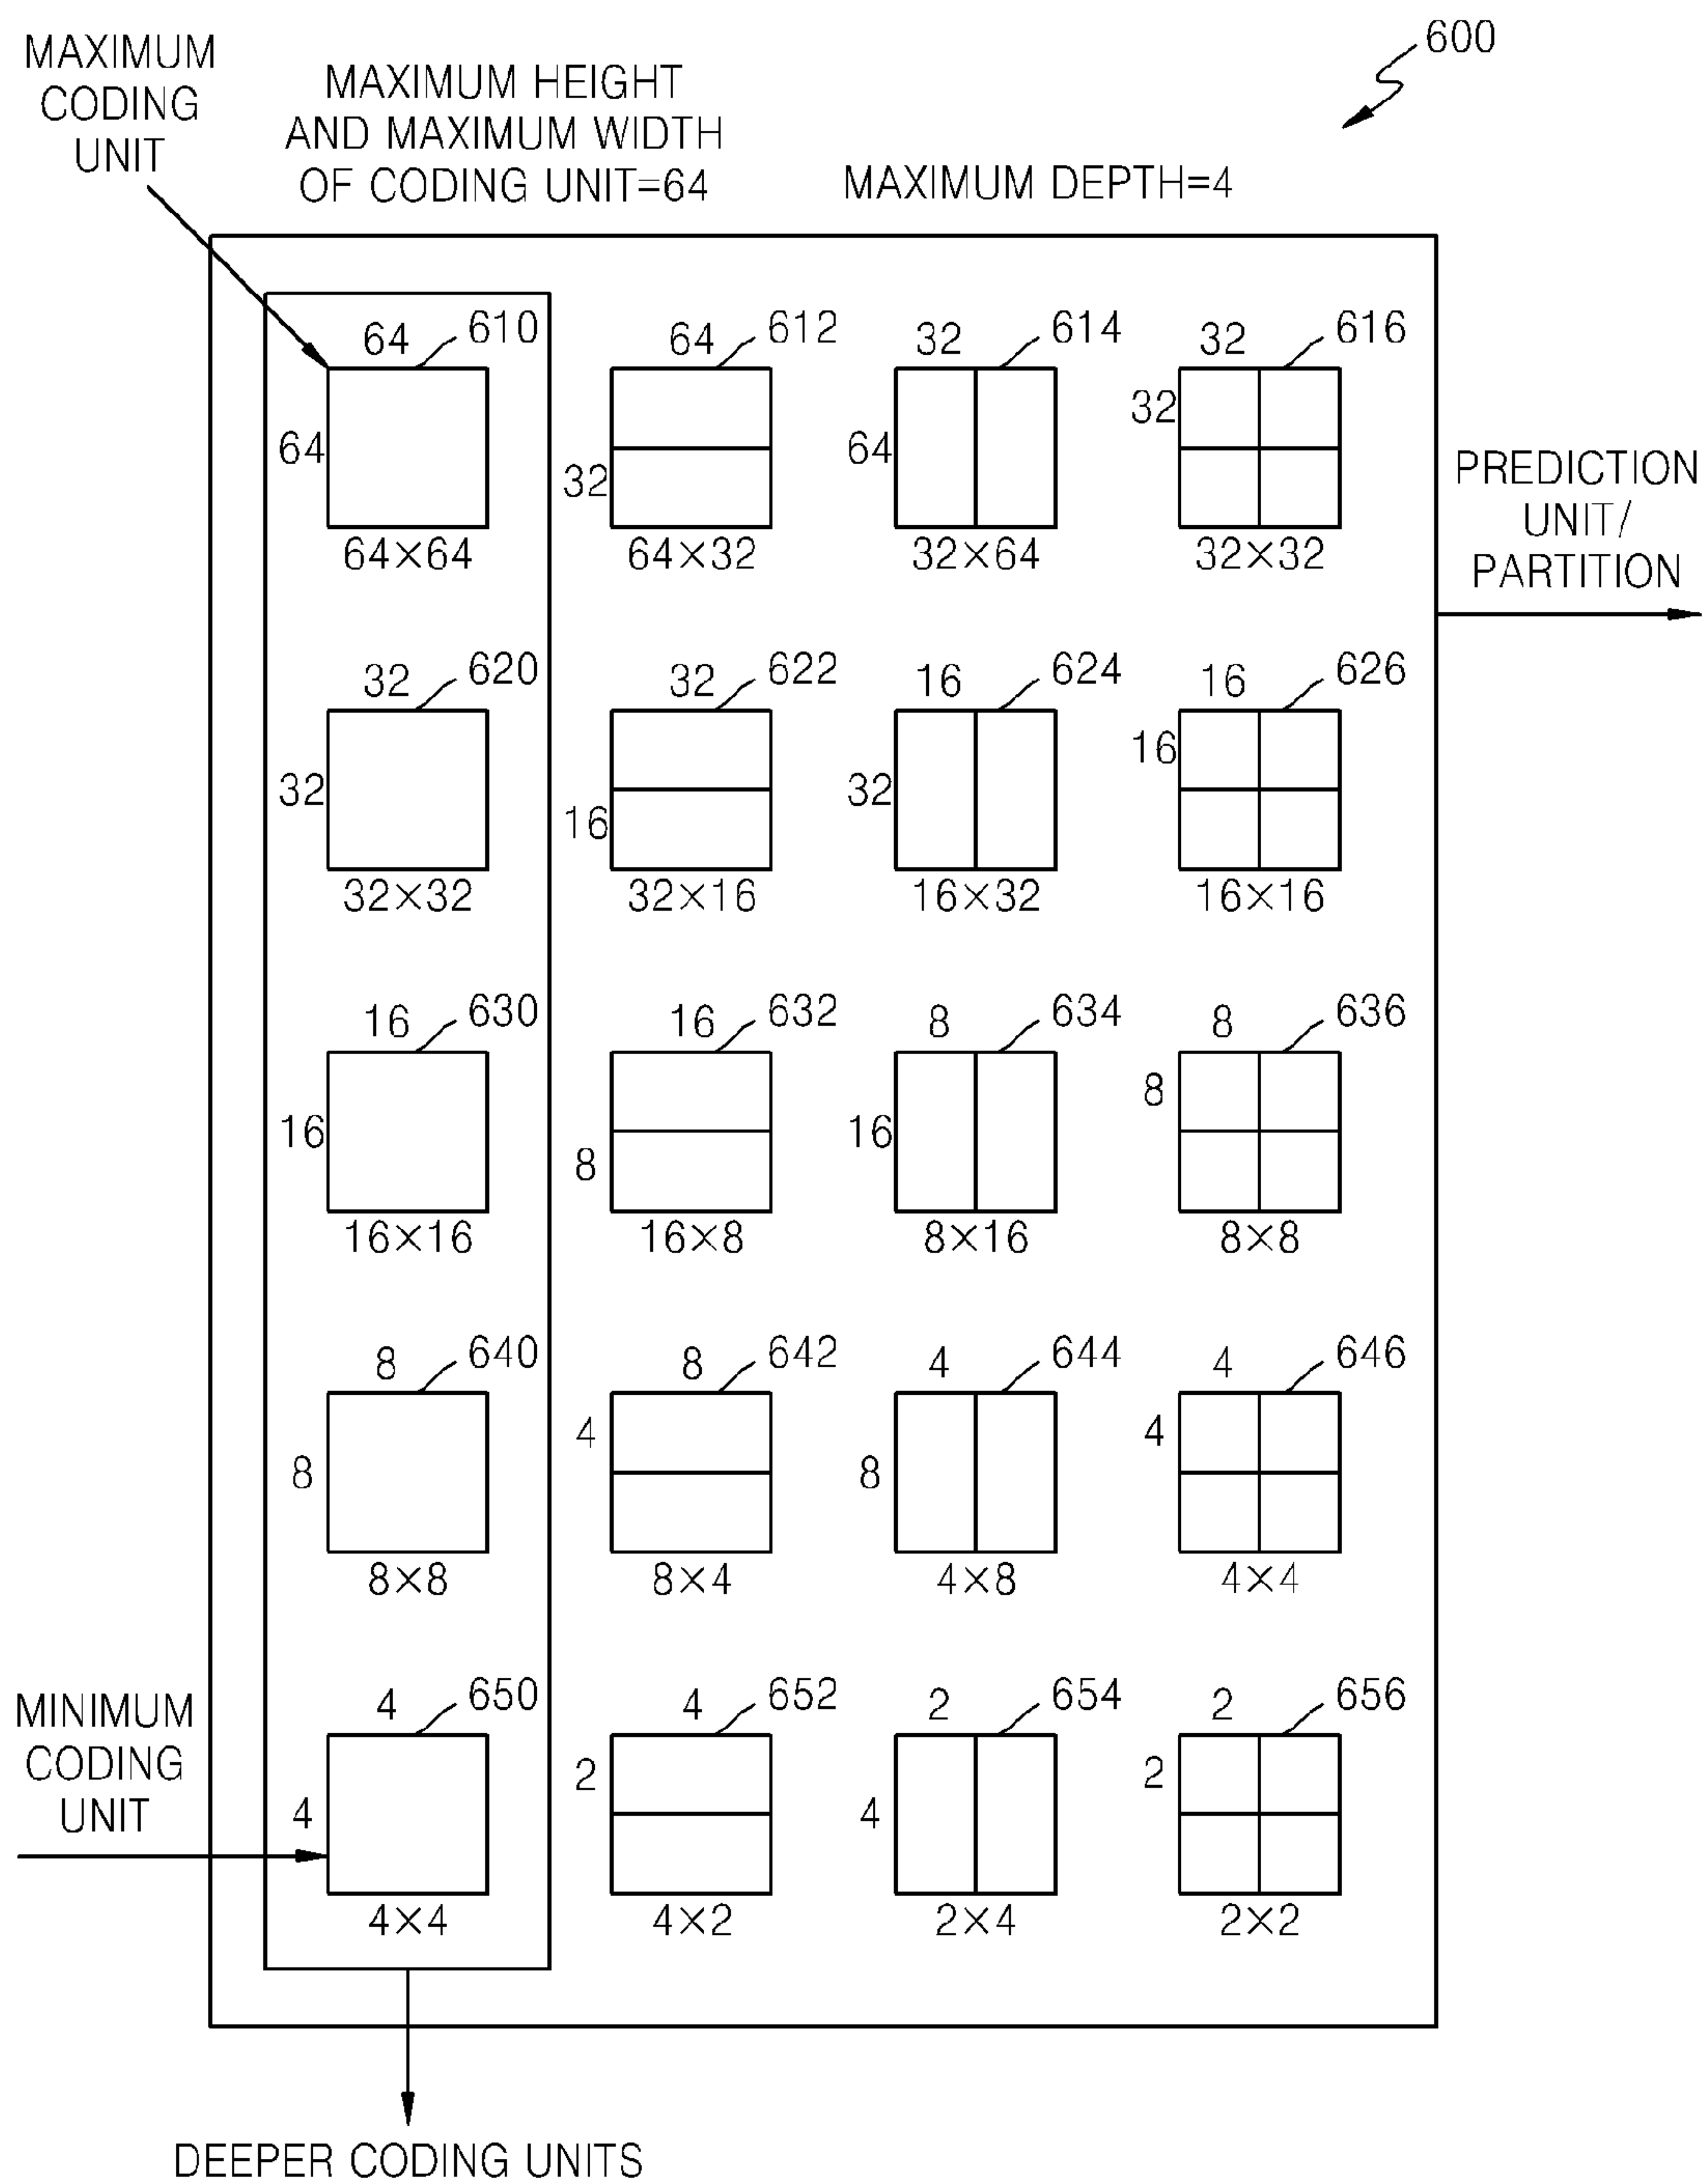 600
MAXIMUM
CODING
UNIT
MAXIMUM HEIGHT
AND MAXIMUM WIDTH
OF CODING UNIT=64
MAXIMUM DEPTH=4
64 610 64 612 32 614 32 616
64 32 64 32
64×64 64×32 32×64 32×32
PREDICTION
UNIT/
PARTITION
32 620 32 622 16 624 16 626
32 16 32 16
32×32 32×16 16×32 16×16
16 630 16 632 8 634 8 636
16 8 16 8
16×16 16×8 8×16 8×8
8 640 8 642 4 644 4 646
8 4 8 4
8×8 8×4 4×8 4×4
MINIMUM
CODING
UNIT
4 650 4 652 2 654 2 656
4 2 4 2
4×4 4×2 2×4 2×2
DEEPER CODING UNITS